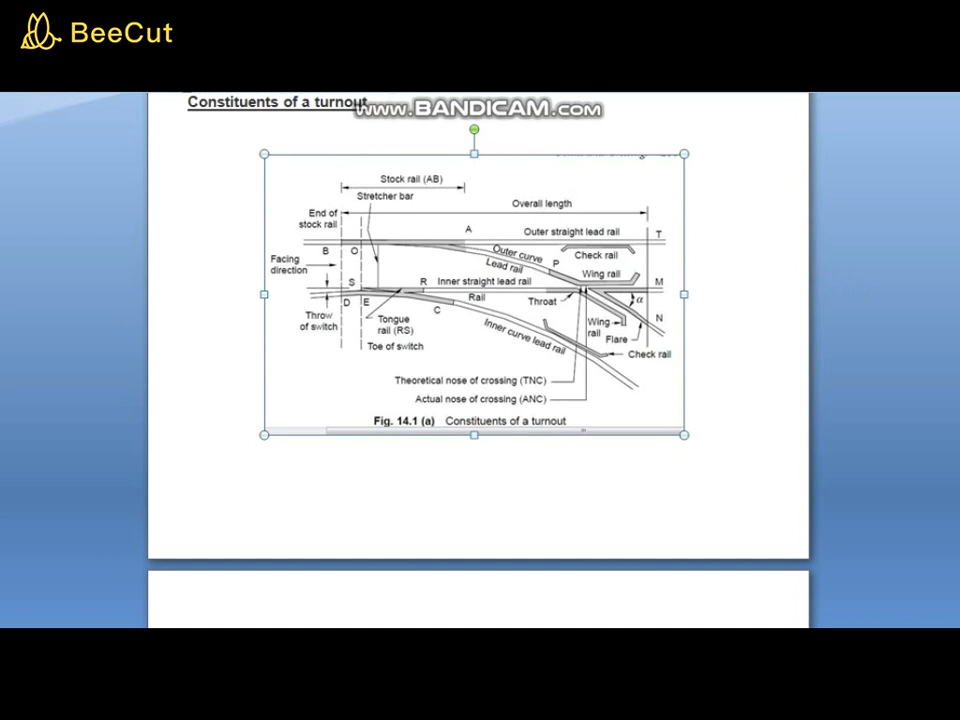 BeeCut
Constituents of a turnout
www.BANDICAM.com
Stock rail (AB)
Stretcher bar
Overall length
End of
stock rail
A
Outer straight lead rail
T
B
O
Outer curve
Lead rail
Check rail
Facing
direction
P
Wing rail
S
R
Inner straight lead rail
M
D
E
Rail
Throat
α
C
Throw
of switch
Tongue
rail (RS)
Wing
rail
N
Inner curve lead rail
Flare
Toe of switch
Check rail
Theoretical nose of crossing (TNC)
Actual nose of crossing (ANC)
Fig. 14.1 (a) Constituents of a turnout